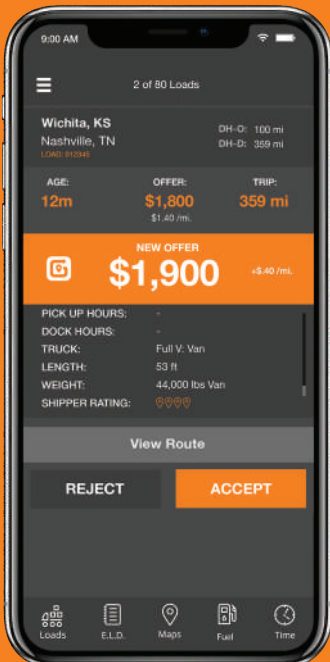 9:00 AM
2 of 80 Loads
Wichita, KS
DH-O: 100 mi
Nashville, TN
DH-D: 359 mi
LOAD: 912345
AGE: OFFER: TRIP:
12m $1,800 359 mi
$1.40 /mi.
NEW OFFER
$1,900
+$.40 /mi.
PICK UP HOURS: -
DOCK HOURS: -
TRUCK: Full V: Van
LENGTH: 53 ft
WEIGHT: 44,000 lbs Van
SHIPPER RATING:
View Route
REJECT ACCEPT
Loads E.L.D. Maps Fuel Time